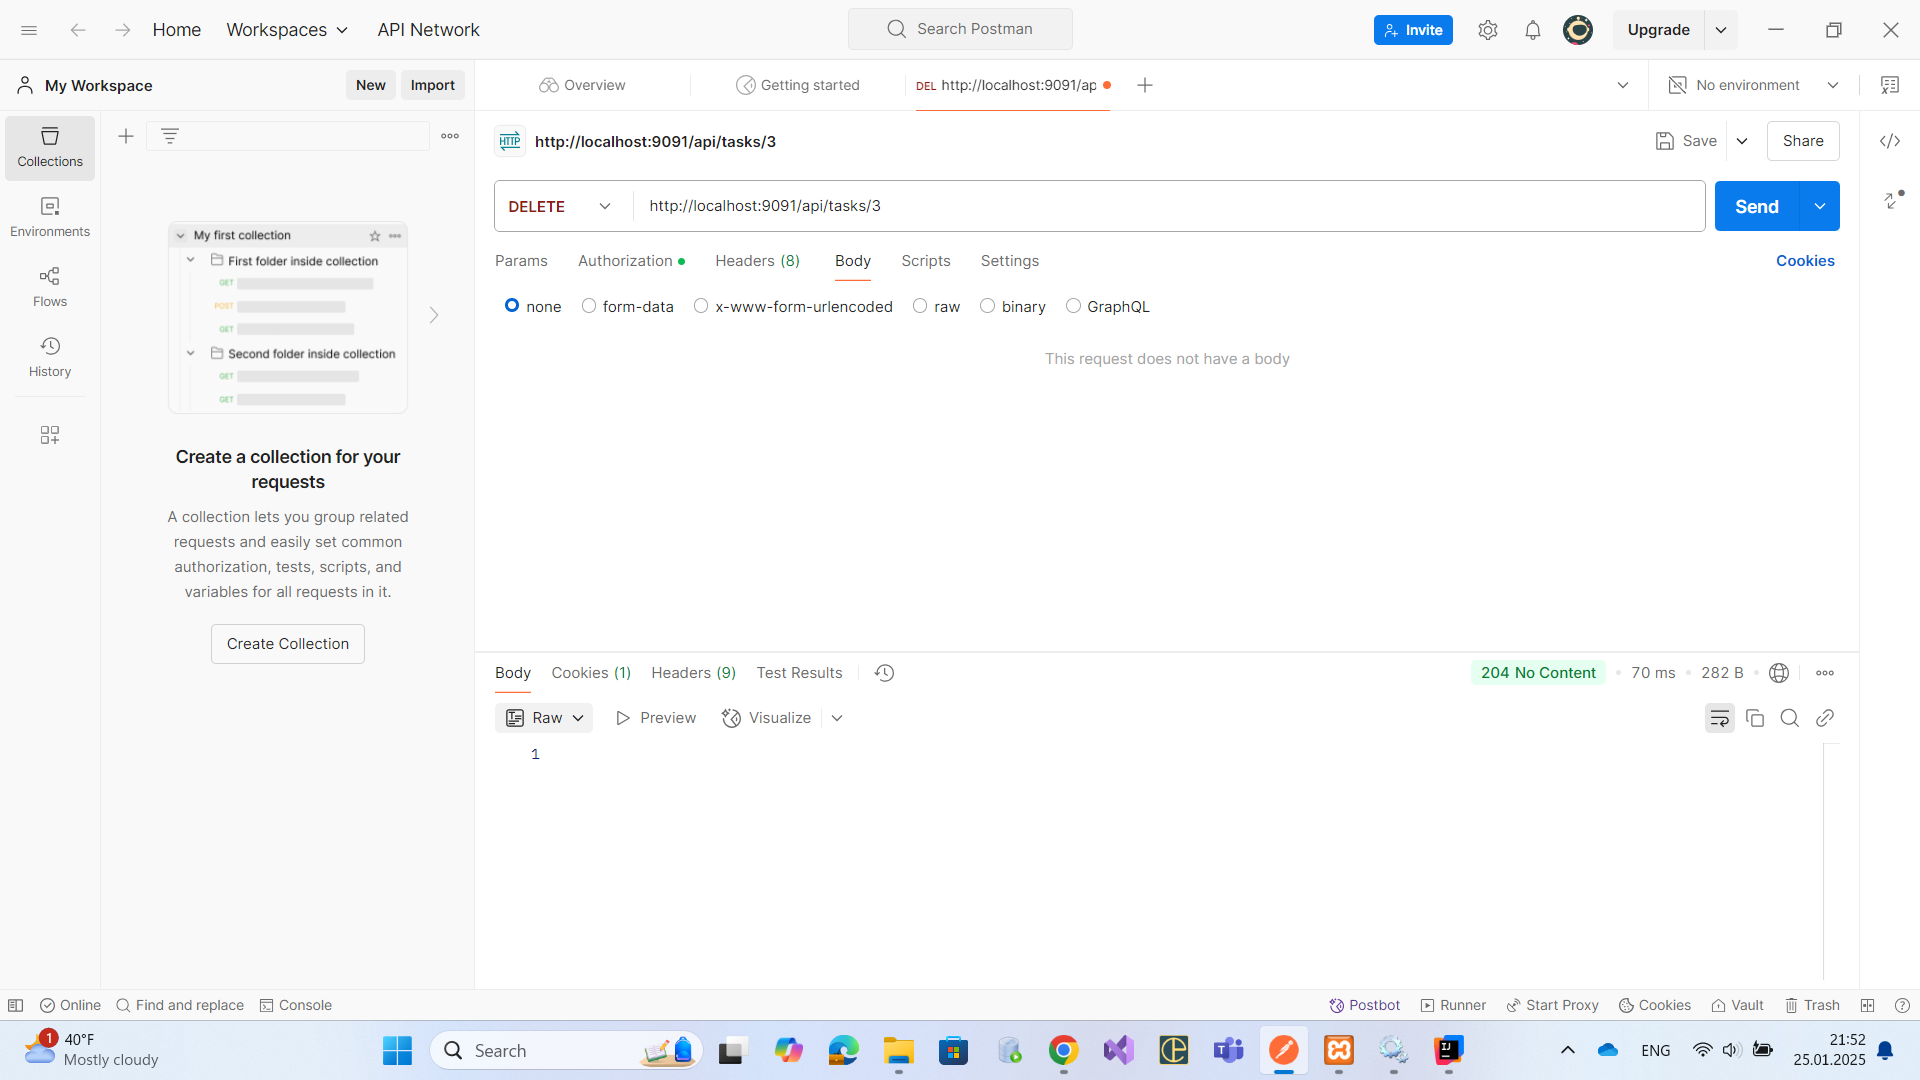 Home
Workspaces
API Network
Search Postman
Invite
Upgrade
My Workspace
New
Import
Overview
Getting started
DEL http://localhost:9091/ap
No environment
Collections
Environments
Flows
History
My first collection
First folder inside collection
GET
POST
GET
Second folder inside collection
GET
GET
Create a collection for your
requests
A collection lets you group related
requests and easily set common
authorization, tests, scripts, and
variables for all requests in it.
Create Collection
HTTP http://localhost:9091/api/tasks/3
Save
Share
DELETE
http://localhost:9091/api/tasks/3
Send
Params
Authorization
Headers (8)
Body
Scripts
Settings
Cookies
none
form-data
x-www-form-urlencoded
raw
binary
GraphQL
This request does not have a body
Body
Cookies (1)
Headers (9)
Test Results
204 No Content
70 ms
282 B
Raw
Preview
Visualize
1
Online
Find and replace
Console
Postbot
Runner
Start Proxy
Cookies
Vault
Trash
1
40°F
Mostly cloudy
Search
IJ
ENG
21:52
25.01.2025